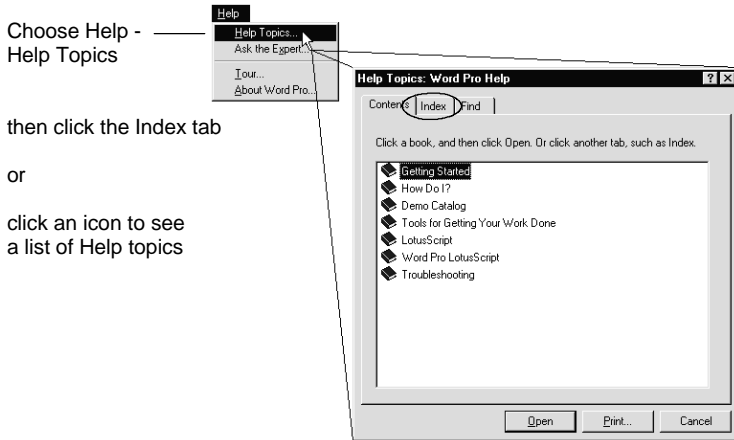 Choose Help -
Help Topics
then click the Index tab
or
click an icon to see
a list of Help topics
Help
Help Topics...
Ask the Expert...
Tour...
About Word Pro...
Help Topics: Word Pro Help
Contents Index Find
Click a book, and then click Open. Or click another tab, such as Index.
Getting Started
How Do I?
Demo Catalog
Tools for Getting Your Work Done
LotusScript
Word Pro LotusScript
Troubleshooting
Open Print... Cancel